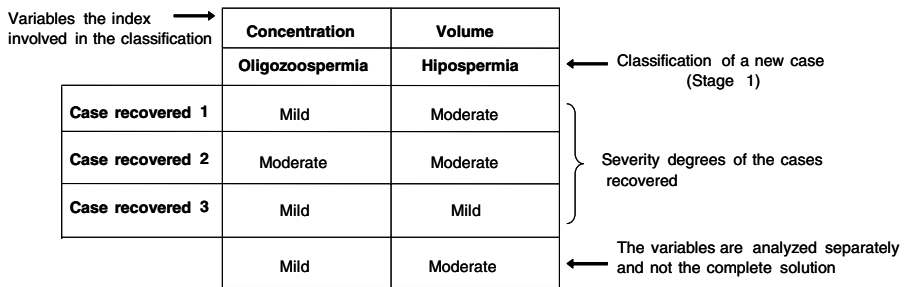 Variables the index
involved in the classification
Concentration Volume
Oligozoospermia Hipospermia
Classification of a new case
(Stage 1)
Case recovered 1 Mild Moderate
Case recovered 2 Moderate Moderate
Severity degrees of the cases
recovered
Case recovered 3 Mild Mild
Mild Moderate
The variables are analyzed separately
and not the complete solution